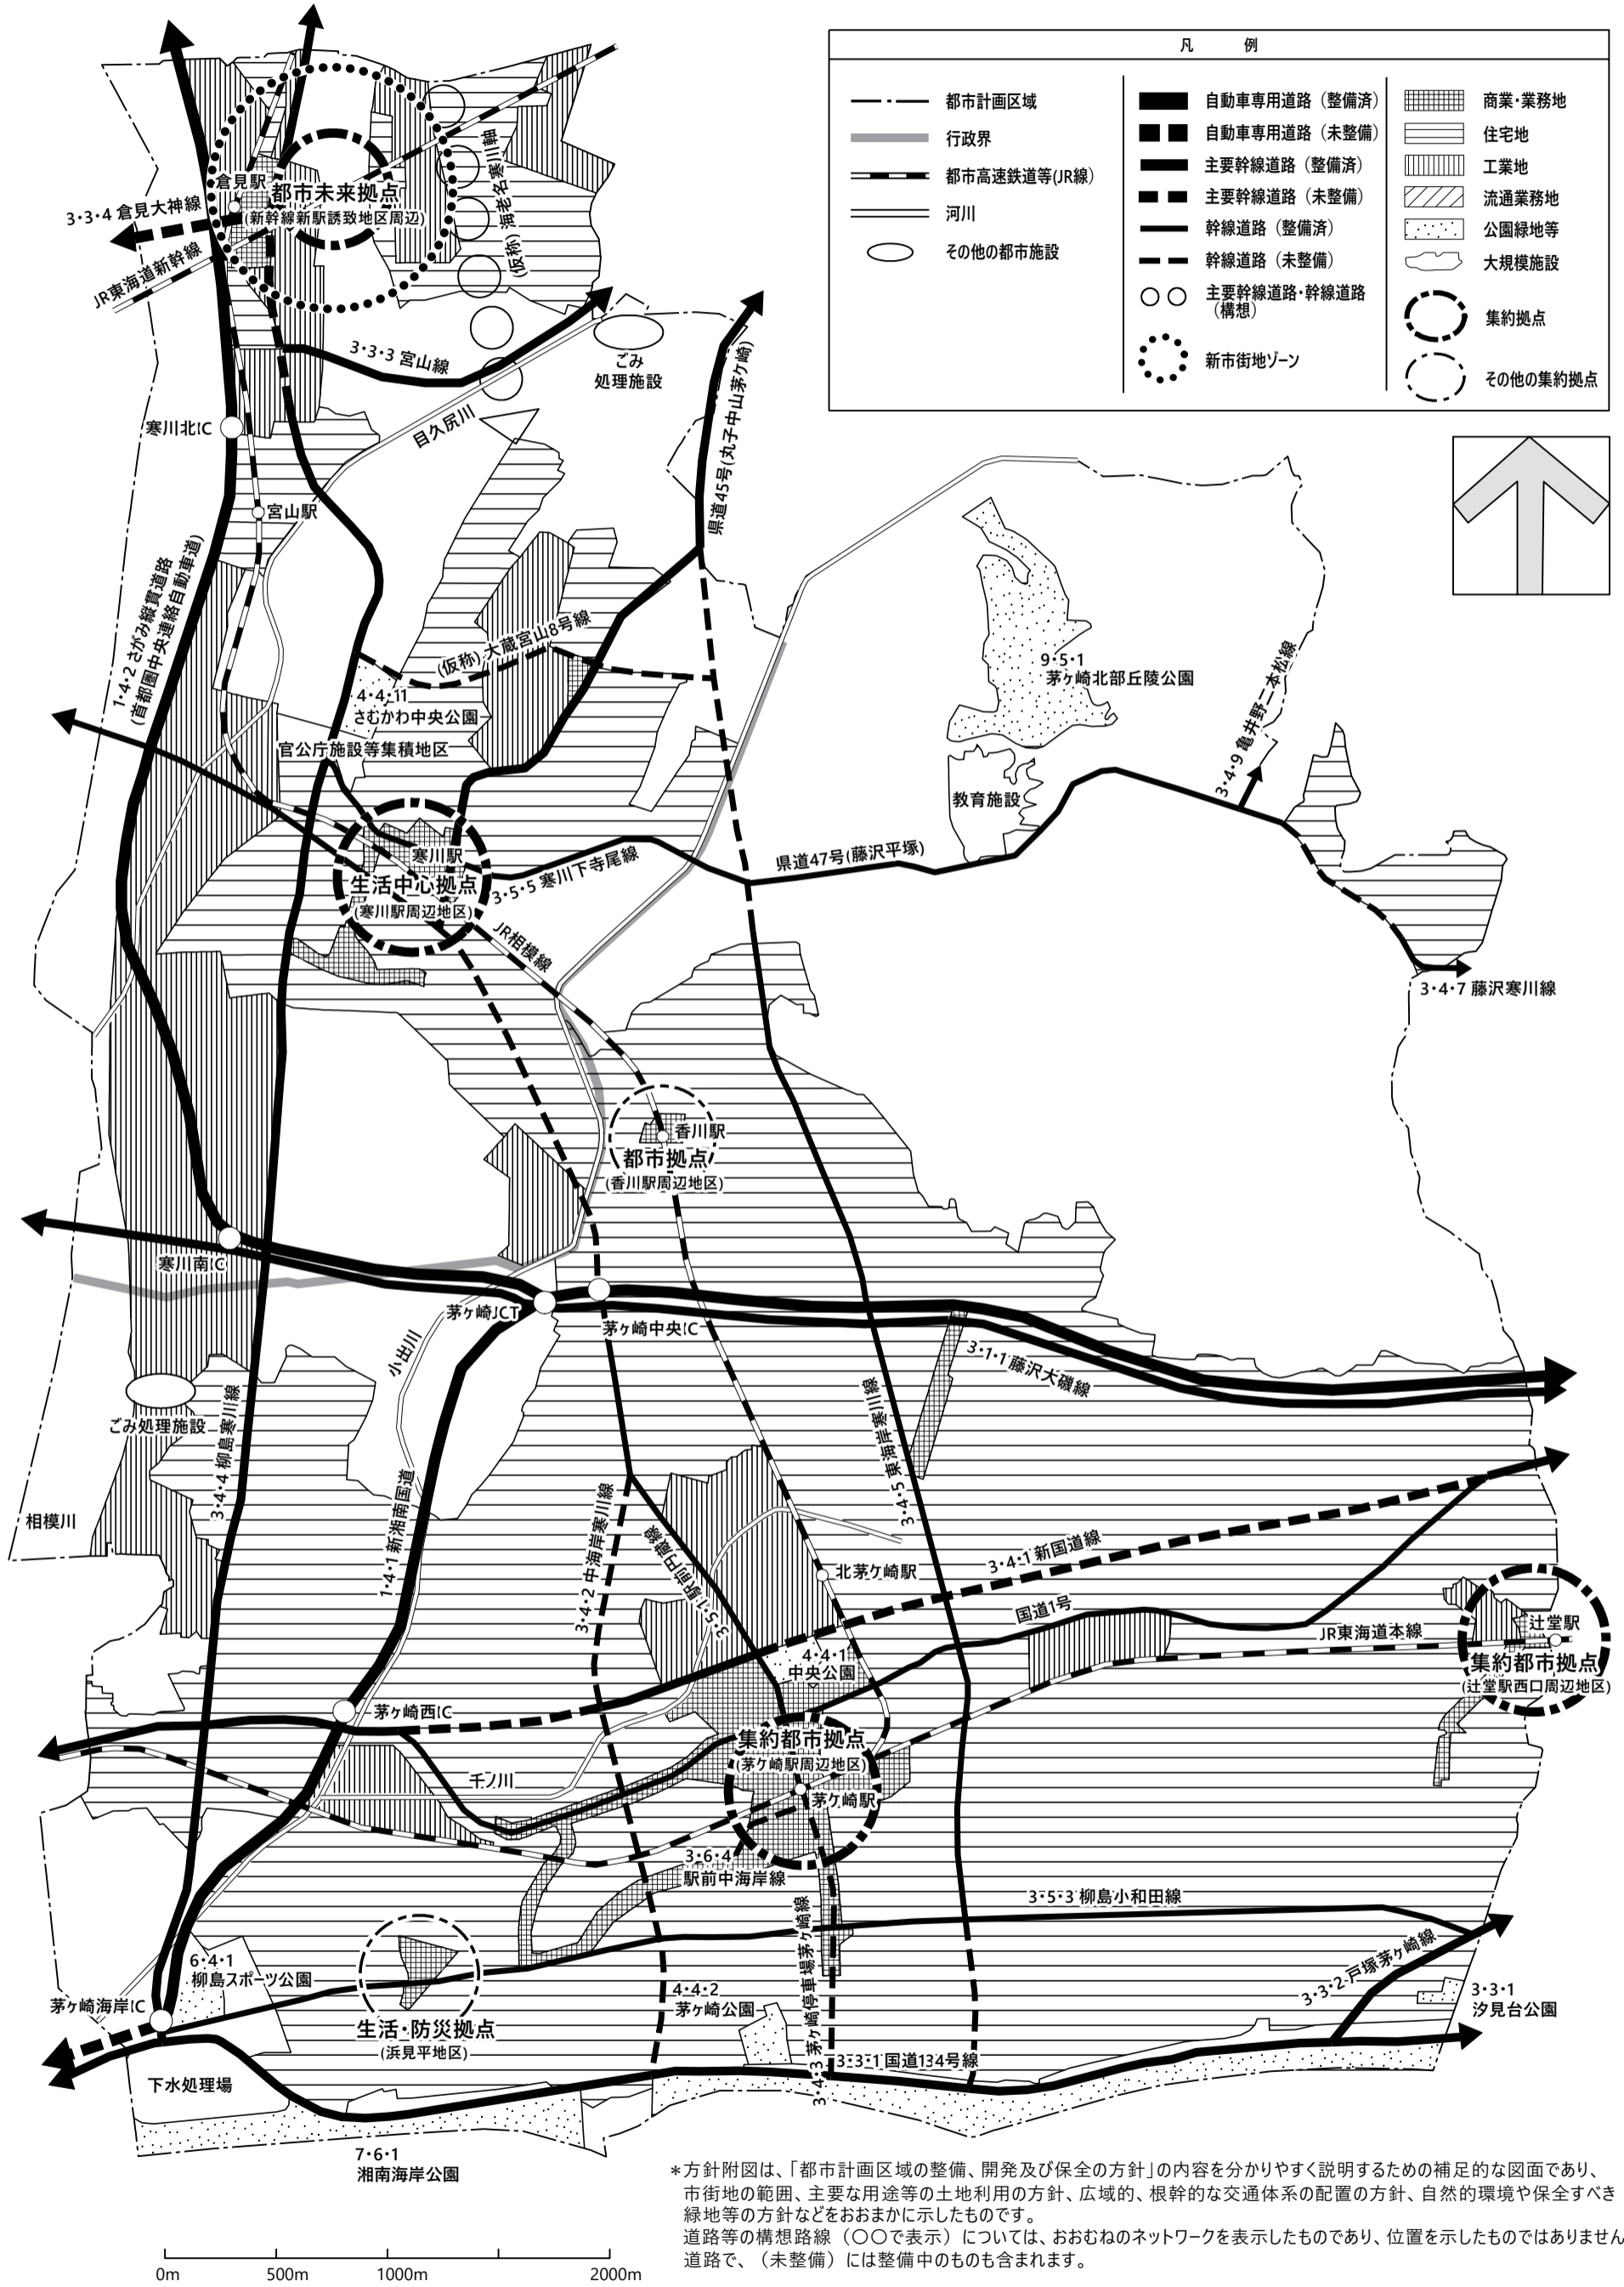 凡 例
都市計画区域
行政界
都市高速鉄道等(JR線)
河川
その他の都市施設
自動車専用道路（整備済）
自動車専用道路（未整備）
主要幹線道路（整備済）
主要幹線道路（未整備）
幹線道路（整備済）
幹線道路（未整備）
主要幹線道路・幹線道路
（構想）
新市街地ゾーン
商業・業務地
住宅地
工業地
流通業務地
公園緑地等
大規模施設
集約拠点
その他の集約拠点
倉見駅
都市未来拠点
(新幹線新駅誘致地区周辺)
3・3・4 倉見大神線
JR東海道新幹線
(仮称) 海老名寒川軸
3・3・3 宮山線
ごみ
処理施設
寒川北IC
目久尻川
県道45号(丸子中山茅ケ崎)
宮山駅
1・4・2 さがみ縦貫道路
(首都圏中央連絡自動車道)
(仮称) 大蔵宮山8号線
4・4・11
さむかわ中央公園
官公庁施設等集積地区
9・5・1
茅ヶ崎北部丘陵公園
教育施設
3・4・9 亀井野二本松線
寒川駅
生活中心拠点
(寒川駅周辺地区)
3・5・5 寒川下寺尾線
県道47号(藤沢平塚)
JR相模線
3・4・7 藤沢寒川線
香川駅
都市拠点
(香川駅周辺地区)
寒川南IC
茅ヶ崎JCT
茅ヶ崎中央IC
小出川
3・1・1 藤沢大磯線
ごみ処理施設
3・4・4 柳島寒川線
3・4・5 東海岸寒川線
相模川
1・4・1 新湘南国道
3・4・2 中海岸寒川線
3・5・1 駅前円蔵線
北茅ケ崎駅
3・4・1 新国道線
国道1号
JR東海道本線
辻堂駅
集約都市拠点
(辻堂駅西口周辺地区)
4・4・1
中央公園
茅ヶ崎西IC
集約都市拠点
(茅ケ崎駅周辺地区)
千ノ川
茅ケ崎駅
3・6・4
駅前中海岸線
3・5・3 柳島小和田線
3・4・3 茅ヶ崎停車場茅ヶ崎線
3・3・2 戸塚茅ヶ崎線
6・4・1
柳島スポーツ公園
茅ヶ崎海岸IC
4・4・2
茅ヶ崎公園
3・3・1
汐見台公園
生活・防災拠点
(浜見平地区)
3・3・1 国道134号線
下水処理場
7・6・1
湘南海岸公園
＊方針附図は、「都市計画区域の整備、開発及び保全の方針」の内容を分かりやすく説明するための補足的な図面であり、
市街地の範囲、主要な用途等の土地利用の方針、広域的、根幹的な交通体系の配置の方針、自然的環境や保全すべき
緑地等の方針などをおおまかに示したものです。
道路等の構想路線（○○で表示）については、おおむねのネットワークを表示したものであり、位置を示したものではありません
道路で、（未整備）には整備中のものも含まれます。
0m 500m 1000m 2000m